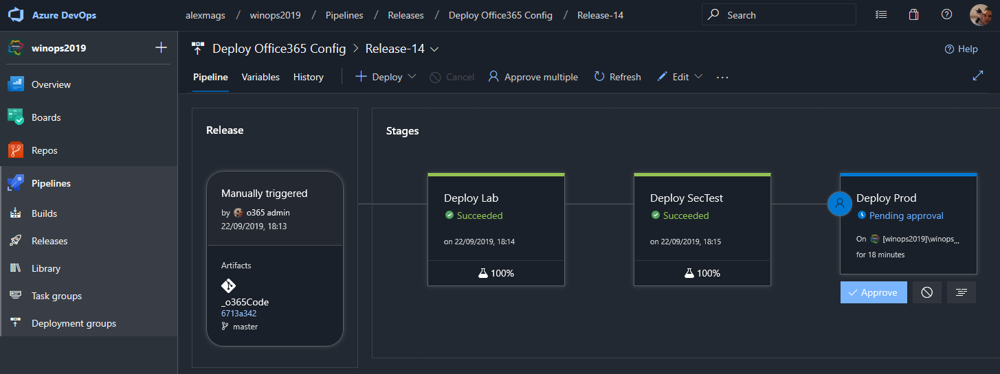 Azure DevOps
alexmags / winops2019 / Pipelines / Releases / Deploy Office365 Config / Release-14
Search
winops2019
Overview
Boards
Repos
Pipelines
Builds
Releases
Library
Task groups
Deployment groups
Deploy Office365 Config > Release-14
Help
Pipeline Variables History Deploy Cancel Approve multiple Refresh Edit ...
Release
Manually triggered
by o365 admin
22/09/2019, 18:13
Artifacts
_o365Code
6713a342
master
Stages
Deploy Lab
Succeeded
on 22/09/2019, 18:14
100%
Deploy SecTest
Succeeded
on 22/09/2019, 18:15
100%
Deploy Prod
Pending approval
On [winops2019]\winops_...
for 18 minutes
Approve